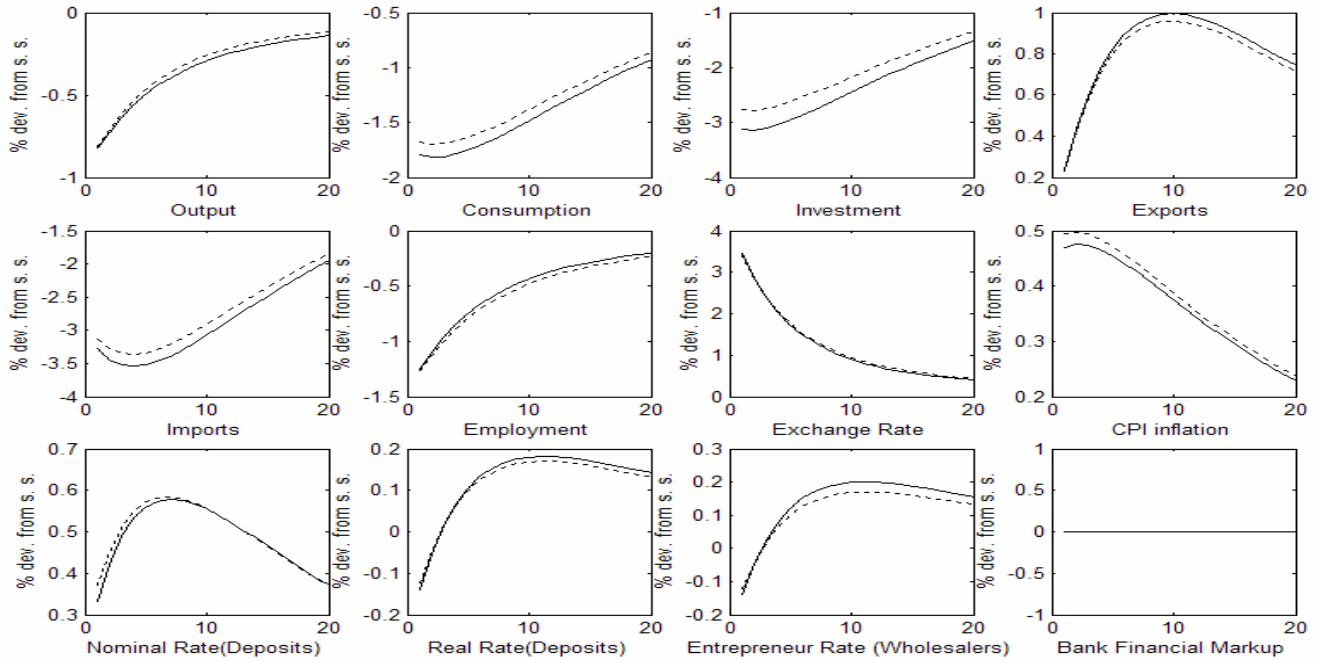 0 -0.5 -1 1
% dev. from s. s. % dev. from s. s. % dev. from s. s. % dev. from s. s.
-0.5 -1 -1.5 -2 -3 0.8 0.6 0.4
-1 -2 -4 0.2
0 10 20 0 10 20 0 10 20 0 10 20
Output Consumption Investment Exports
-1.5 0 4 0.5
-2 -2.5 -3 -3.5 -0.5 -1 3 2 1 0.4 0.3
% dev. from s. s. % dev. from s. s. % dev. from s. s. % dev. from s. s.
-4 -1.5 0 0.2
0 10 20 0 10 20 0 10 20 0 10 20
Imports Employment Exchange Rate CPI inflation
0.7 0.2 0.3 1
0.6 0.5 0.4 0.1 0 -0.1 0.2 0.1 0 -0.1 0.5 0 -0.5
% dev. from s. s. % dev. from s. s. % dev. from s. s. % dev. from s. s.
0.3 -0.2 -0.2 -1
0 10 20 0 10 20 0 10 20 0 10 20
Nominal Rate(Deposits) Real Rate(Deposits) Entrepreneur Rate (Wholesalers) Bank Financial Markup